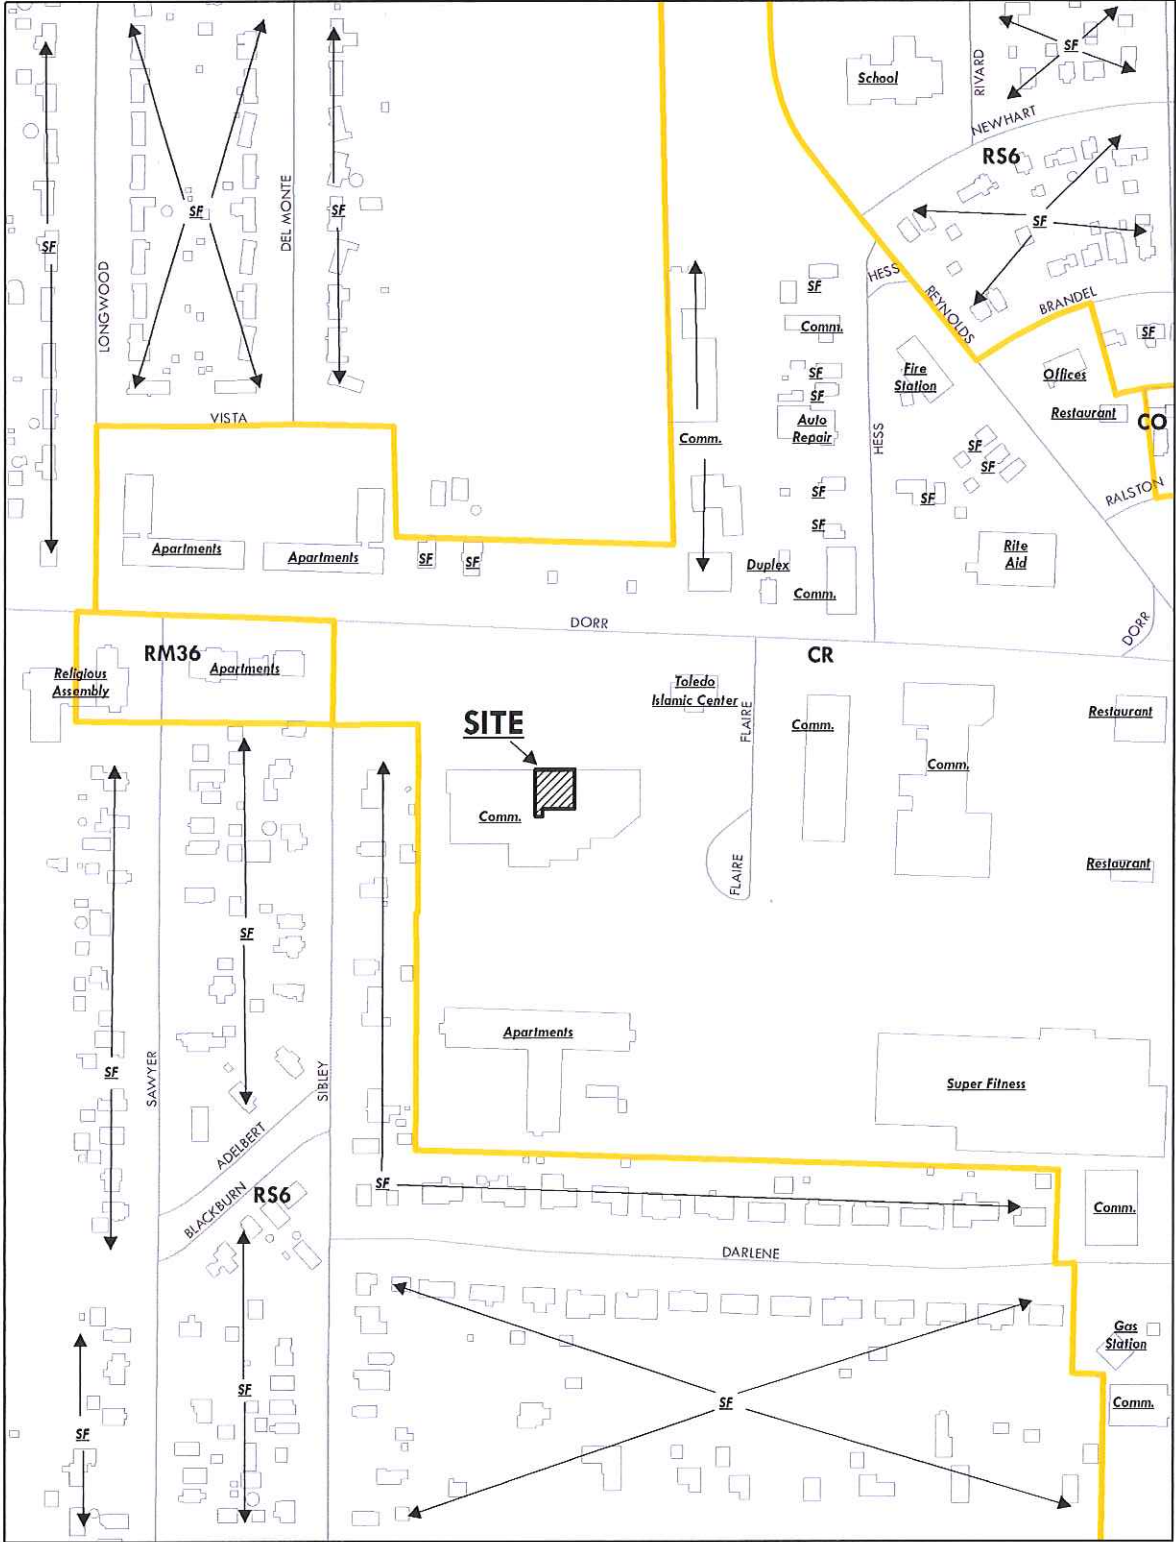 RIVARD
SF
School
NEWHART
RS6
SF
SF
SF
SF
LONGWOOD
DEL MONTE
HESS
REYNOLDS
BRANDEL
SF
Comm.
SF
Fire
Station
SF
SF
Offices
Restaurant
CO
VISTA
Auto
Repair
HESS
Comm.
SF
SF
RALSTON
SF
SF
SF
Apartments
Apartments
SF
SF
Duplex
Comm.
Rite
Aid
DORR
DORR
RM36
Religious
Assembly
Apartments
CR
Toledo
Islamic Center
FLAIRE
SITE
Comm.
Restaurant
Comm.
Comm.
FLAIRE
Restaurant
SF
Apartments
SF
SAWYER
SIBLEY
Super Fitness
ADELBERT
BLACKBURN
RS6
SF
Comm.
DARLENE
Gas
Station
SF
SF
Comm.
SF